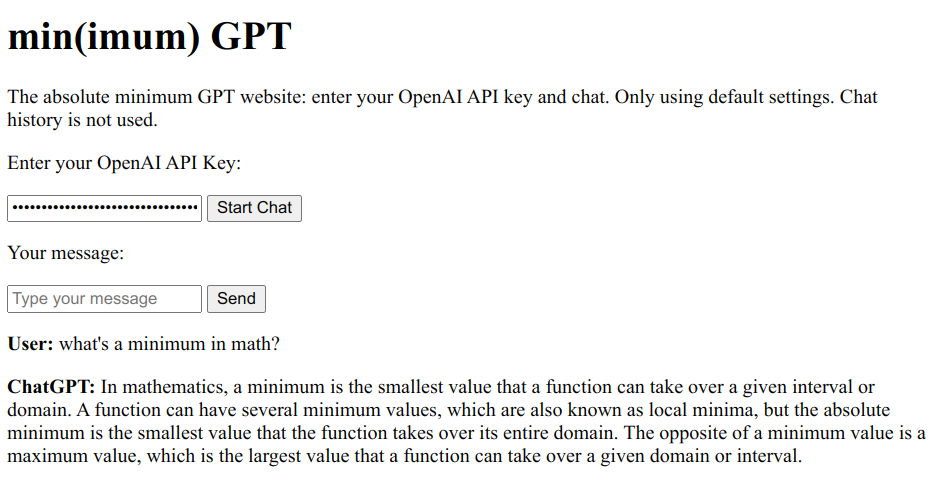 min(imum) GPT
The absolute minimum GPT website: enter your OpenAI API key and chat. Only using default settings. Chat
history is not used.
Enter your OpenAI API Key:
Start Chat
Your message:
Type your message Send
User: what's a minimum in math?
ChatGPT: In mathematics, a minimum is the smallest value that a function can take over a given interval or
domain. A function can have several minimum values, which are also known as local minima, but the absolute
minimum is the smallest value that the function takes over its entire domain. The opposite of a minimum value is a
maximum value, which is the largest value that a function can take over a given domain or interval.